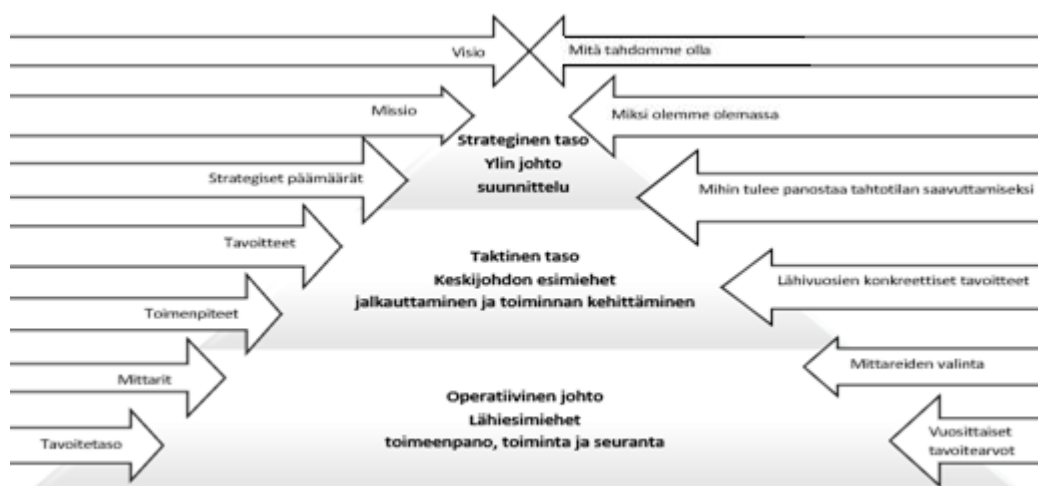 Visio
Mitä tahdomme olla
Missio
Miksi olemme olemassa
Strateginen taso
Ylin johto
suunnittelu
Strategiset päämäärät
Mihin tulee panostaa tahtotilan saavuttamiseksi
Tavoitteet
Taktinen taso
Keskijohdon esimiehet
jalkauttaminen ja toiminnan kehittäminen
Lähivuosien konkreettiset tavoitteet
Toimenpiteet
Mittarit
Mittareiden valinta
Operatiivinen johto
Lähiesimiehet
toimeenpano, toiminta ja seuranta
Tavoitetaso
Vuosittaiset
tavoitearvot